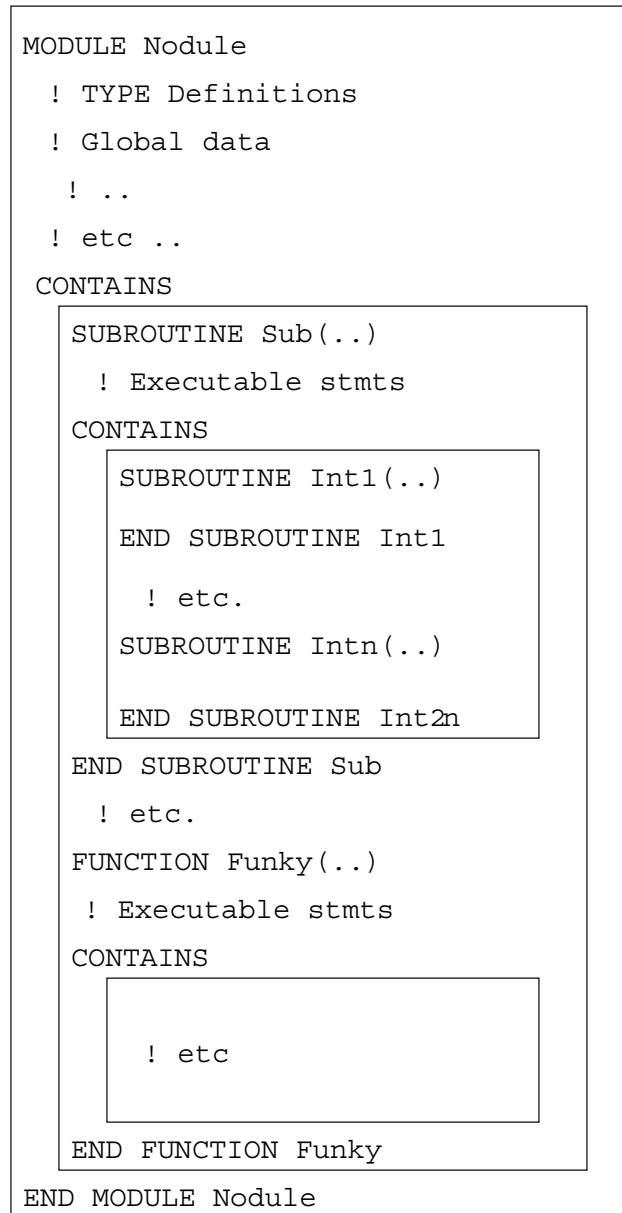 MODULE Nodule
! TYPE Definitions
! Global data
! ..
! etc ..
CONTAINS
SUBROUTINE Sub(..)
! Executable stmts
CONTAINS
SUBROUTINE Int1(..)
END SUBROUTINE Int1
! etc.
SUBROUTINE Intn(..)
END SUBROUTINE Int2n
END SUBROUTINE Sub
! etc.
FUNCTION Funky(..)
! Executable stmts
CONTAINS
! etc
END FUNCTION Funky
END MODULE Nodule